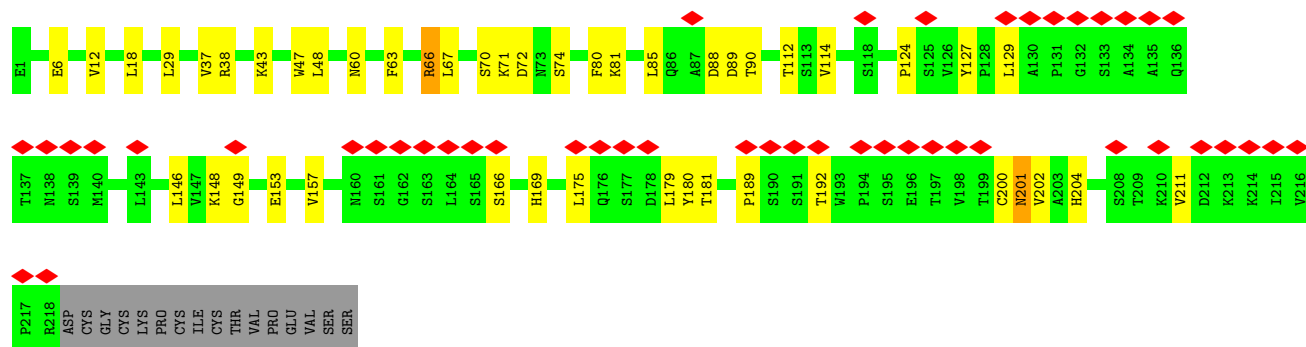 E1 E6 V12 L18 L29 V37 R38 K43 W47 L48 N60 F63 R66 L67 S70 K71 D72 N73 S74 F80 K81 L85 Q86 A87 D88 D89 T90 T112 S113 V114 S118 P124 S125 V126 Y127 P128 L129 A130 P131 G132 S133 A134 A135 Q136
T137 N138 S139 M140 L143 L146 V147 K148 G149 E153 V157 N160 S161 G162 S163 L164 S165 S166 H169 L175 Q176 S177 D178 L179 Y180 T181 P189 S190 S191 T192 W193 P194 S195 E196 T197 V198 T199 C200 N201 V202 A203 H204 S208 T209 K210 V211 D212 K213 K214 I215 V216
P217 R218 ASP CYS GLY CYS LYS PRO CYS ILE CYS THR VAL PRO GLU VAL SER SER